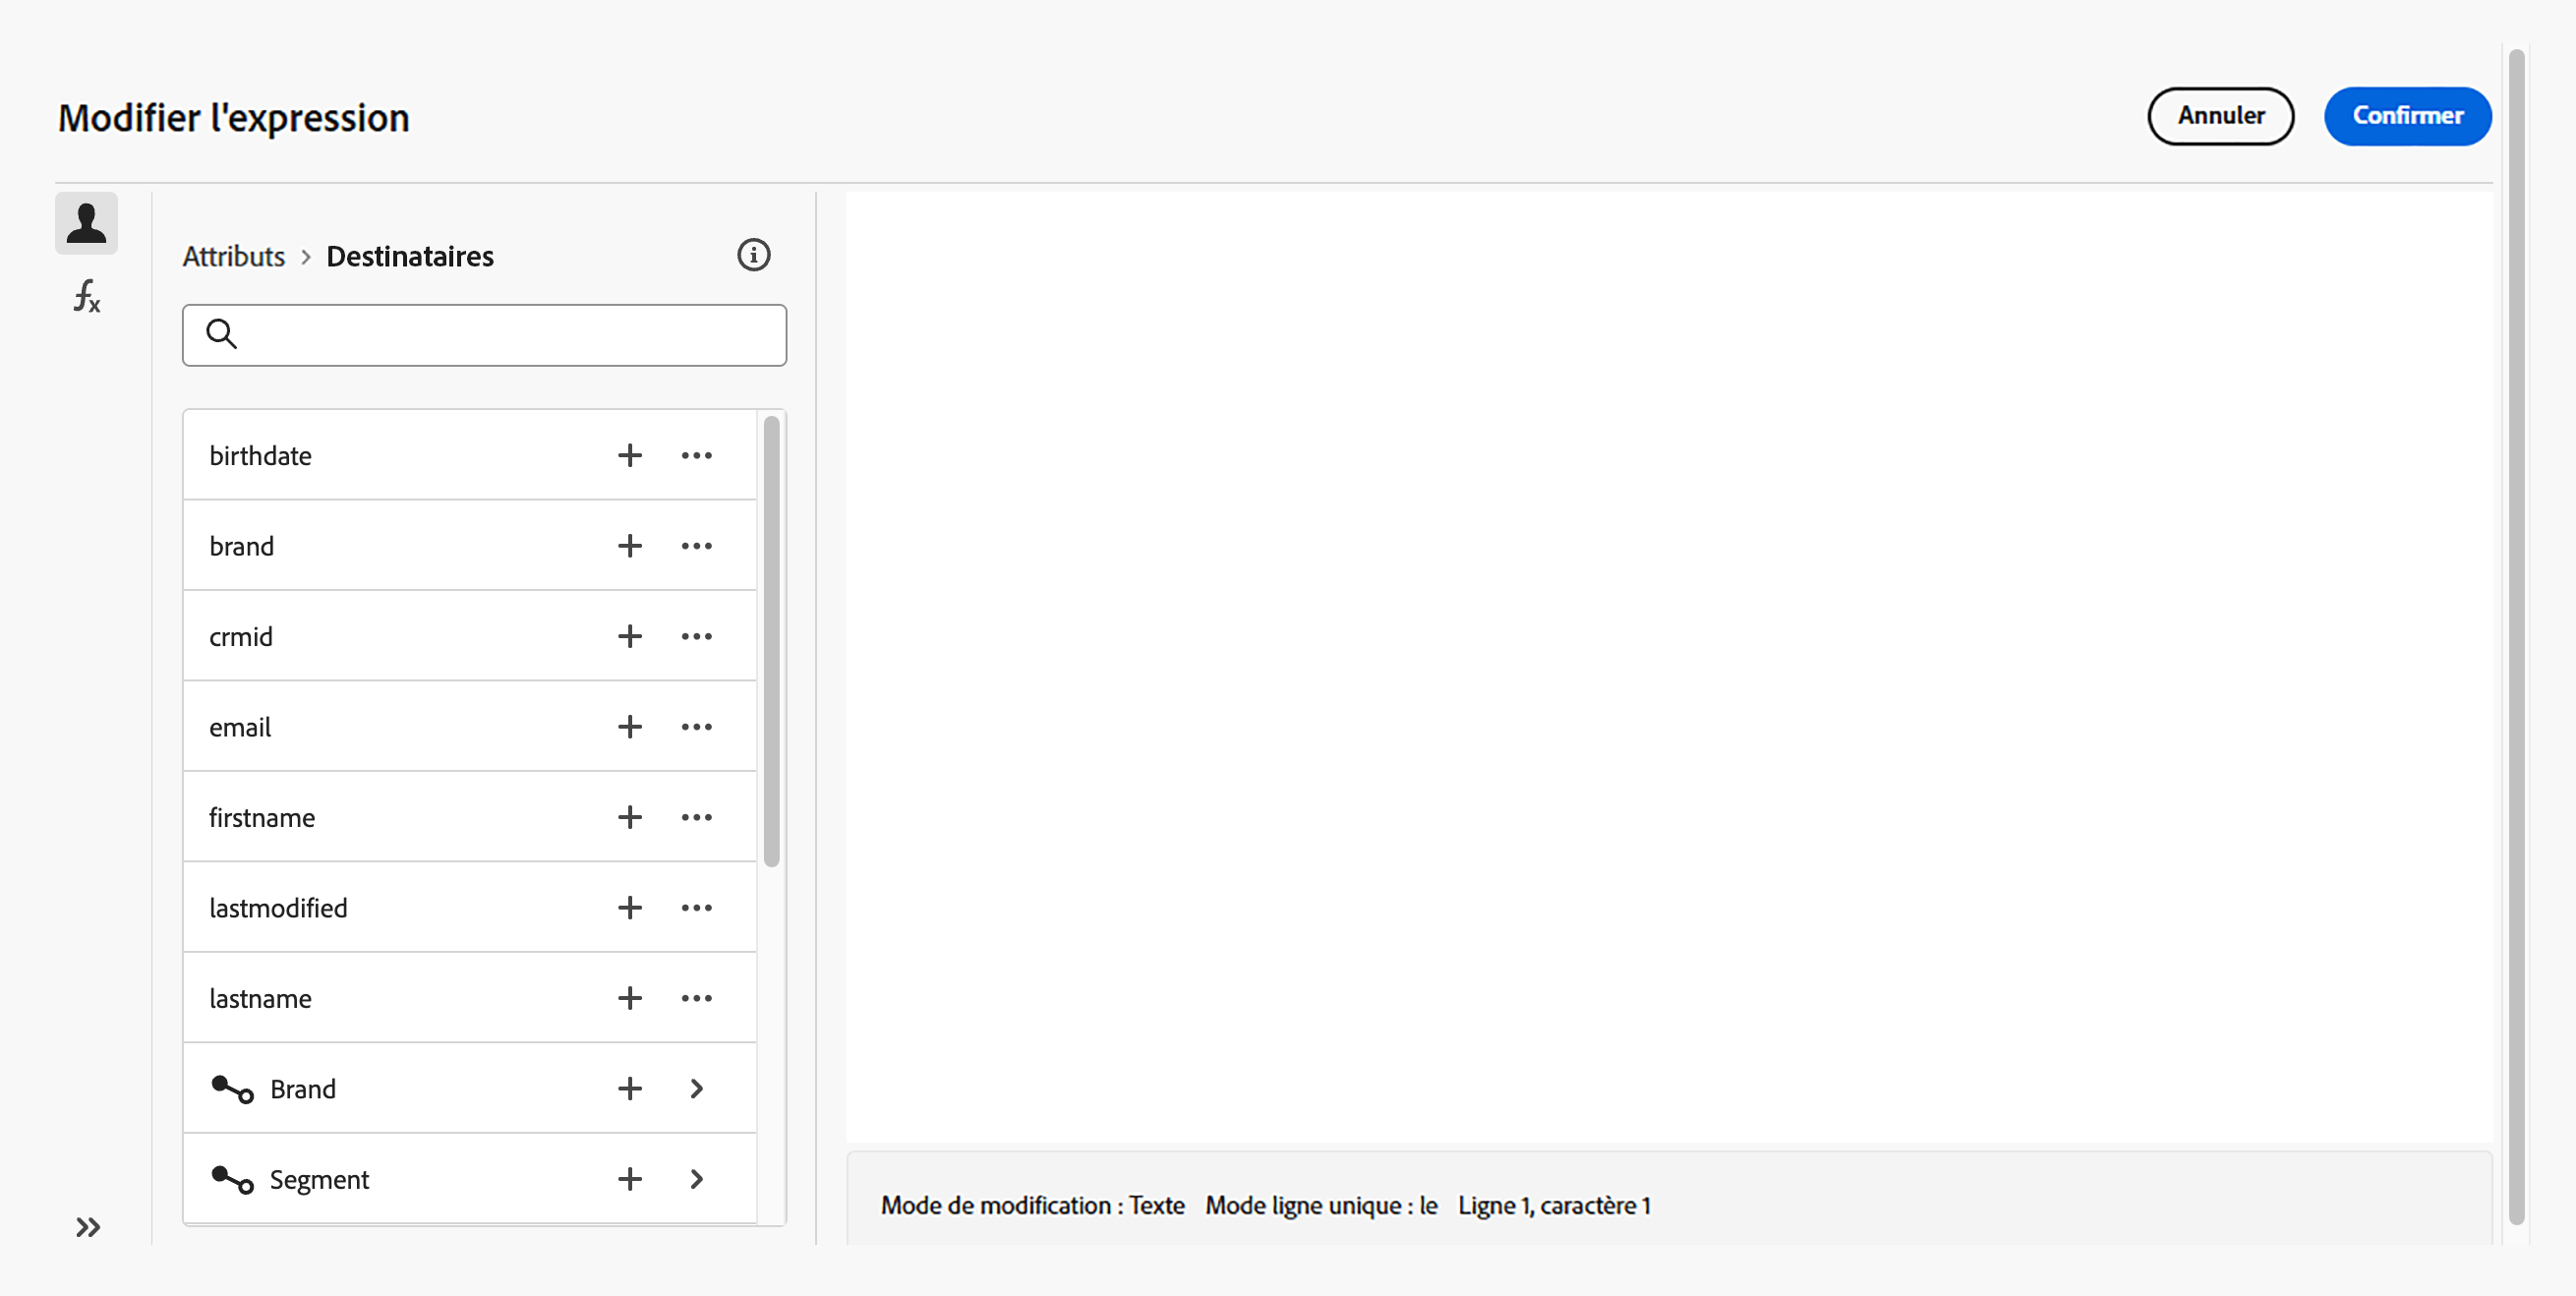 Modifier l'expression
Annuler
Confirmer
Attributs > Destinataires
fx
birthdate
brand
crmid
email
firstname
lastmodified
lastname
Brand
Segment
Mode de modification : Texte Mode ligne unique : le Ligne 1, caractère 1